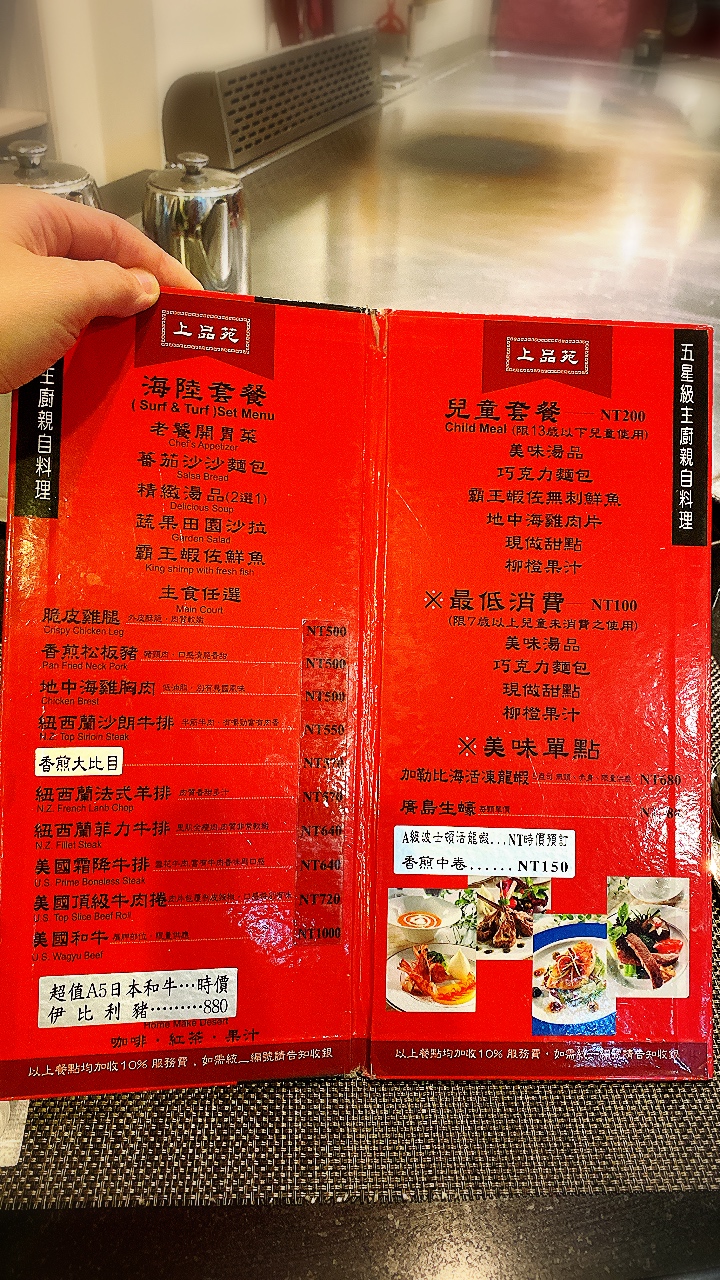 上品苑
主廚親自料理
海陸套餐
( Surf & Turf )Set Menu
老饕開胃菜
Chef's Appetizer
蕃茄沙沙麵包
Salsa Bread
精緻湯品(2選1)
Delicious Soup
蔬果田園沙拉
Garden Salad
霸王蝦佐鮮魚
King shirnp with fresh fish
主食任選
Main Court
脆皮雞腿 NT500
Crispy Chicken Leg
香煎松板豬 NT500
Pan Fried Neck Pork
地中海雞胸肉 NT500
Chicken Brest
紐西蘭沙朗牛排 NT550
N.Z. Top Sirloin Steak
香煎大比目
紐西蘭法式羊排 NT570
N.Z. French Lamb Chop
紐西蘭菲力牛排 NT640
N.Z. Fillet Steak
美國霜降牛排 NT640
U.S. Prime Boneless Steak
美國頂級牛肉捲 NT720
U.S. Top Slice Beef Roll
美國和牛 NT1000
U.S. Wagyu Beef
超值A5日本和牛…時價
伊比利豬………880
Home Make Desert
咖啡・紅茶・果汁
以上餐點均加收10% 服務費，如需統一編號請告知收銀
上品苑
五星級主廚親自料理
兒童套餐 NT200
Child Meal (限13歲以下兒童使用)
美味湯品
巧克力麵包
霸王蝦佐無刺鮮魚
地中海雞肉片
現做甜點
柳橙果汁
※最低消費 NT100
(限7歲以上兒童未消費之使用)
美味湯品
巧克力麵包
現做甜點
柳橙果汁
※美味單點
加勒比海活凍龍蝦 NT680
廣島生蠔
A級波士頓活龍蝦...NT時價預訂
香煎中卷......NT150
以上餐點均加收10% 服務費，如需統一編號請告知收銀